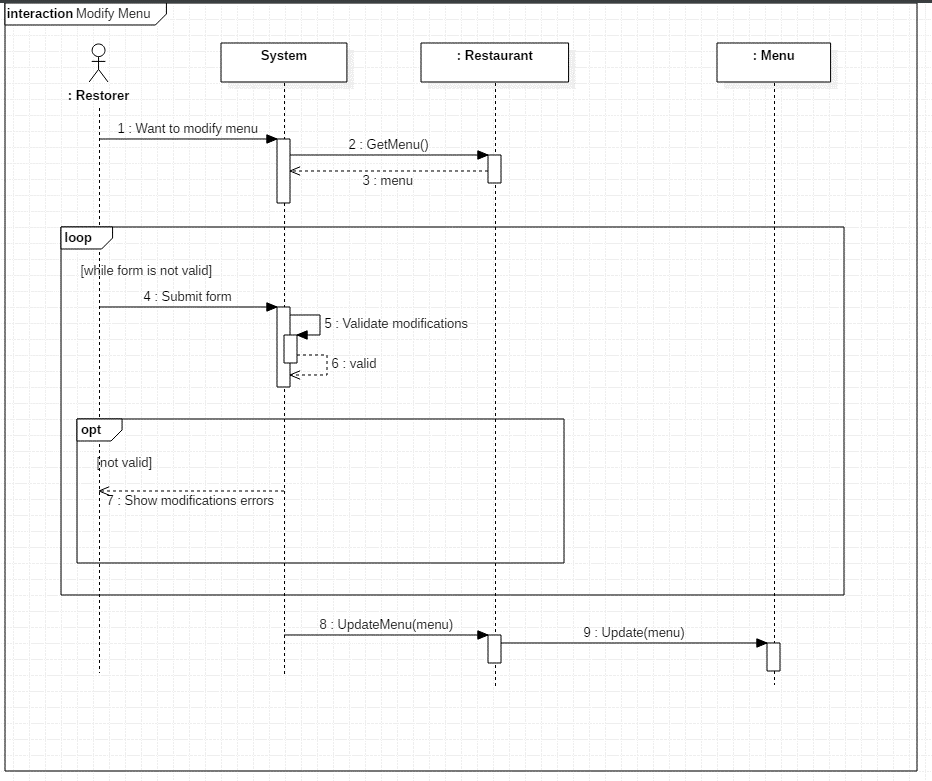 interaction Modify Menu
System
: Restaurant
: Menu
: Restorer
1 : Want to modify menu
2 : GetMenu()
3 : menu
loop
[while form is not valid]
4 : Submit form
5 : Validate modifications
6 : valid
opt
[not valid]
7 : Show modifications errors
8 : UpdateMenu(menu)
9 : Update(menu)